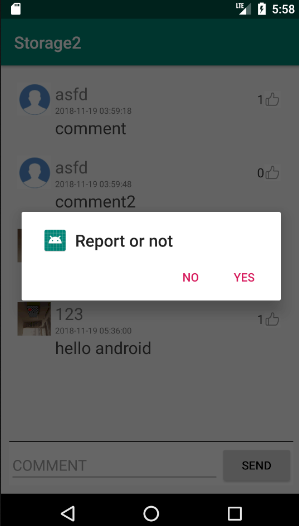 LTE 5:58
Storage2
asfd
2018-11-19 03:59:18
1
comment
asfd
2018-11-19 03:59:48
0
comment2
Report or not
NO YES
123
2018-11-19 05:36:00
1
hello android
COMMENT SEND